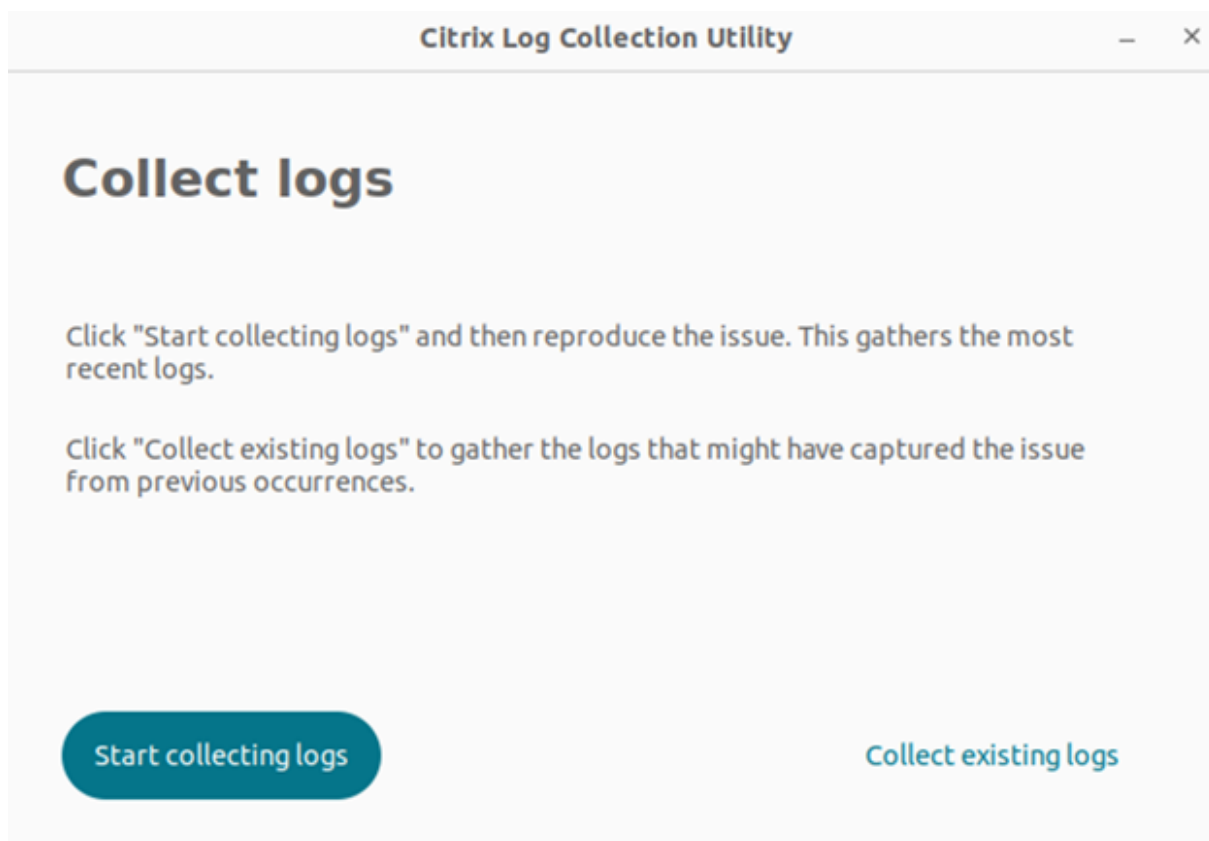 Citrix Log Collection Utility
Collect logs
Click "Start collecting logs" and then reproduce the issue. This gathers the most
recent logs.
Click "Collect existing logs" to gather the logs that might have captured the issue
from previous occurrences.
Start collecting logs
Collect existing logs